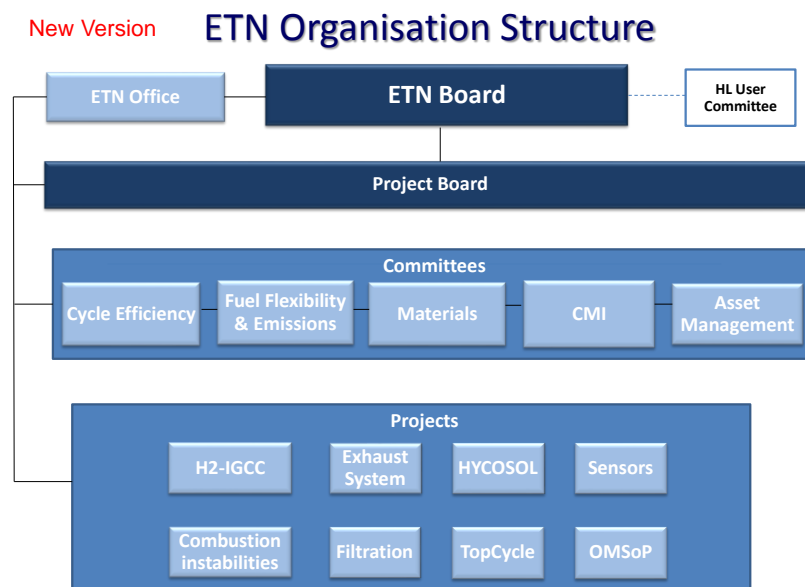 New Version
ETN Organisation Structure
ETN Office
ETN Board
HL User
Committee
Project Board
Committees
Cycle Efficiency
Fuel Flexibility
& Emissions
Materials
CMI
Asset
Management
Projects
H2-IGCC
Exhaust
System
HYCOSOL
Sensors
Combustion
instabilities
Filtration
TopCycle
OMSoP